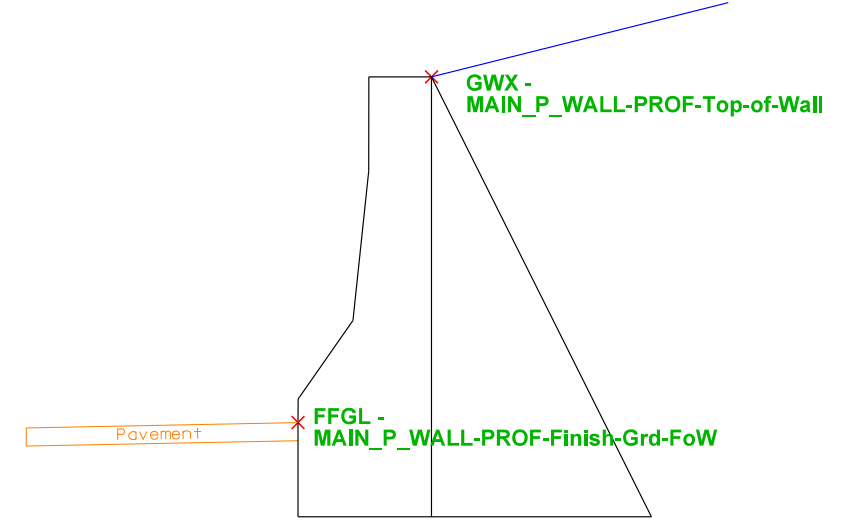 GWX -
MAIN_P_WALL-PROF-Top-of-Wall
FFGL -
MAIN_P_WALL-PROF-Finish-Grd-FoW
Pavement